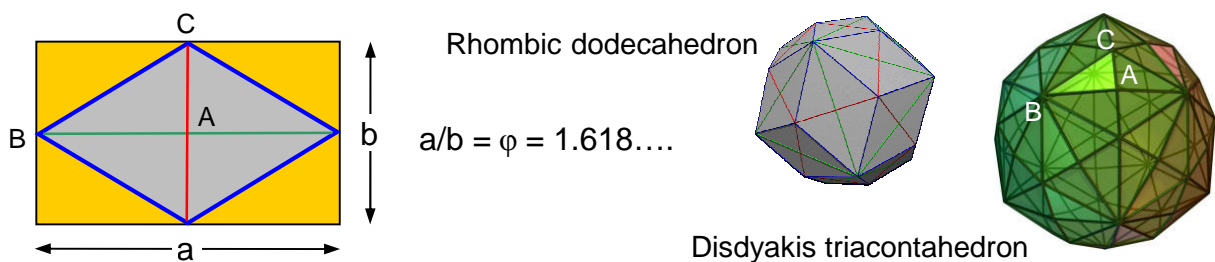 C
A
B
b
a
Rhombic dodecahedron
a/b = φ = 1.618….
C
A
B
Disdyakis triacontahedron